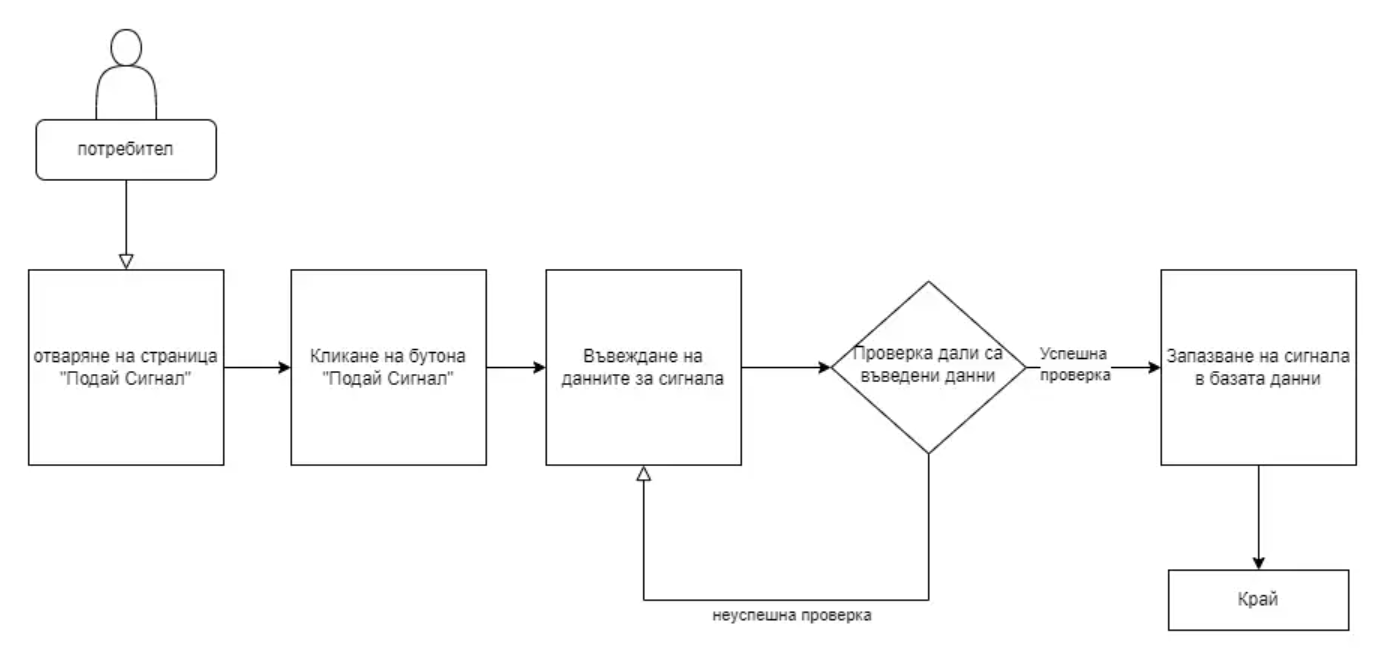 потребител
отваряне на страница
"Подай Сигнал"
Кликане на бутона
"Подай Сигнал"
Въвеждане на
данните за сигнала
Проверка дали са
въведени данни
Успешна
проверка
Запазване на сигнала
в базата данни
неуспешна проверка
Край